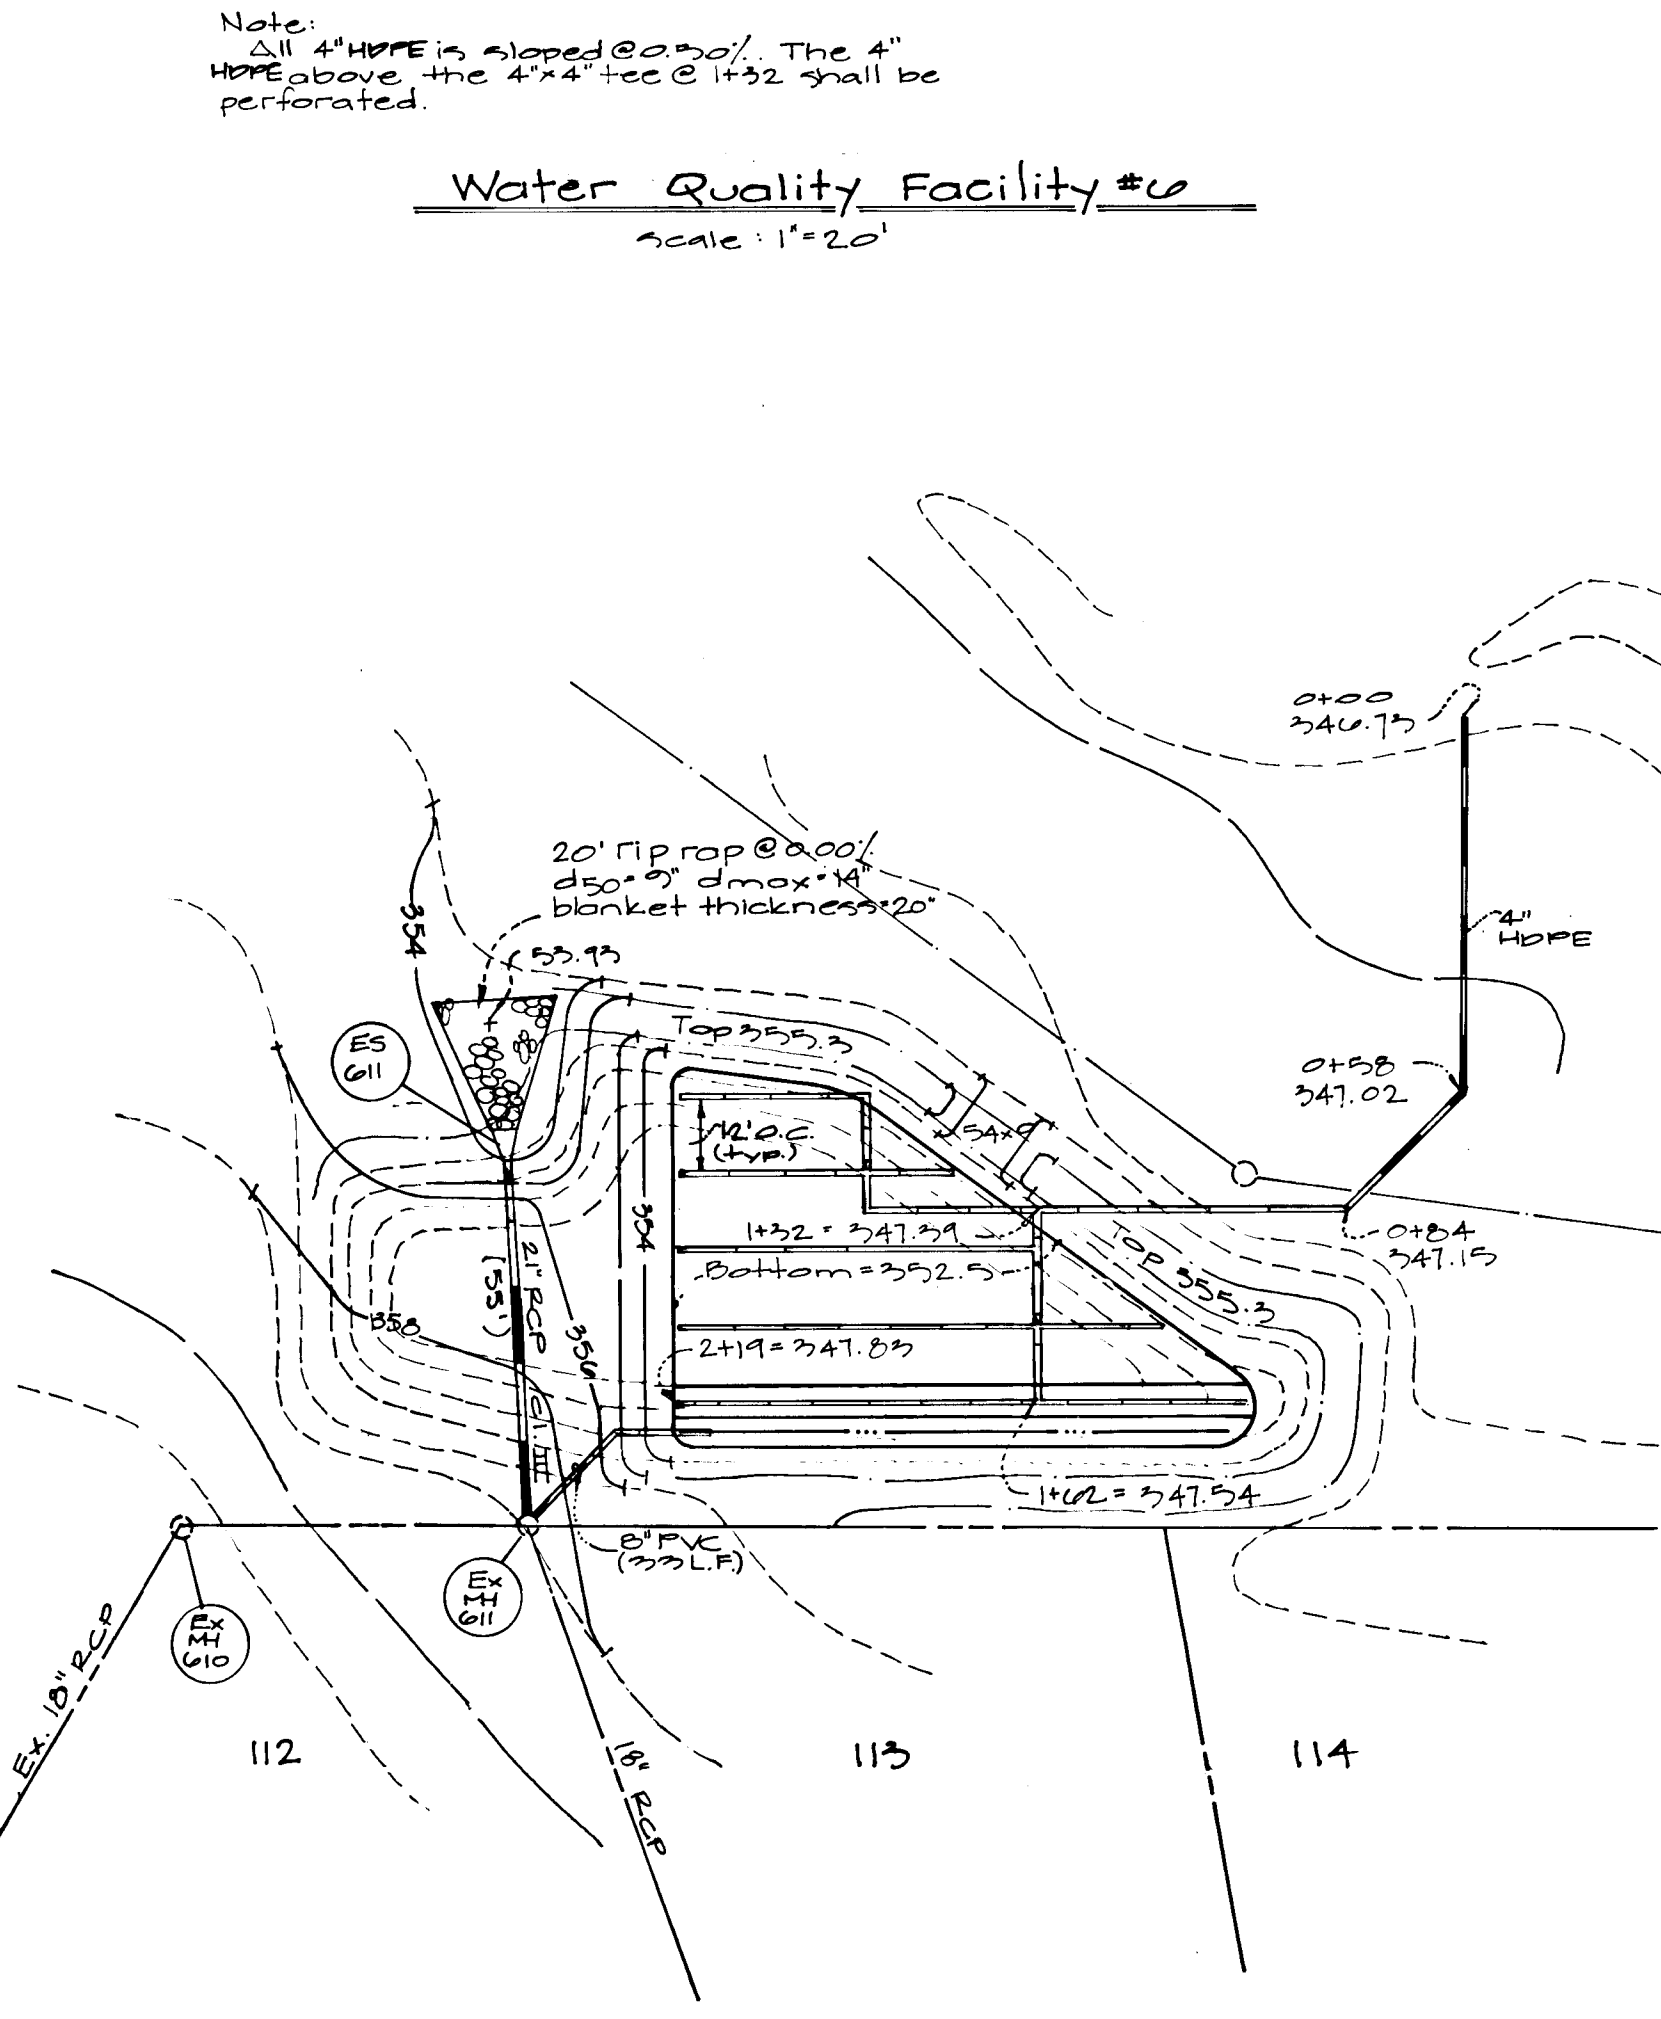 Note:
All 4" HDPE is sloped @ 0.50%. The 4"
HDPE above the 4"x4" tee @ 1+32 shall be
perforated.
Water Quality Facility #6
scale : 1"=20'
0+00
346.73
20' rip rap @ 0.00%
d50=9" dmax=14"
blanket thickness=20"
4"
HDPE
354
53.93
Top 355.3
ES
611
0+58
347.02
12' O.C.
(typ.)
354
1+32 = 347.39
0+84
347.15
Bottom = 352.5
Top 355.3
21" RCP
(55')
Cl. III
358
356
2+19 = 347.83
1+62 = 347.54
8" PVC
(33 L.F.)
Ex
MH
611
Ex
MH
610
Ex. 18" RCP
18" RCP
112
113
114